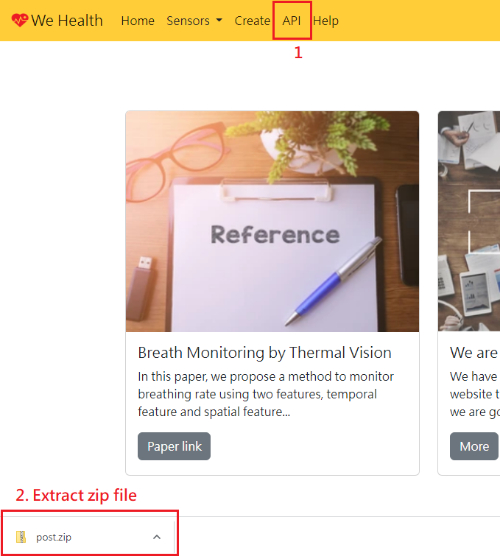 We Health Home Sensors Create API Help
1
Reference
Breath Monitoring by Thermal Vision
In this paper, we propose a method to monitor
breathing rate using two features, temporal
feature and spatial feature...
Paper link
We are
We have
website t
we are go
More
2. Extract zip file
post.zip